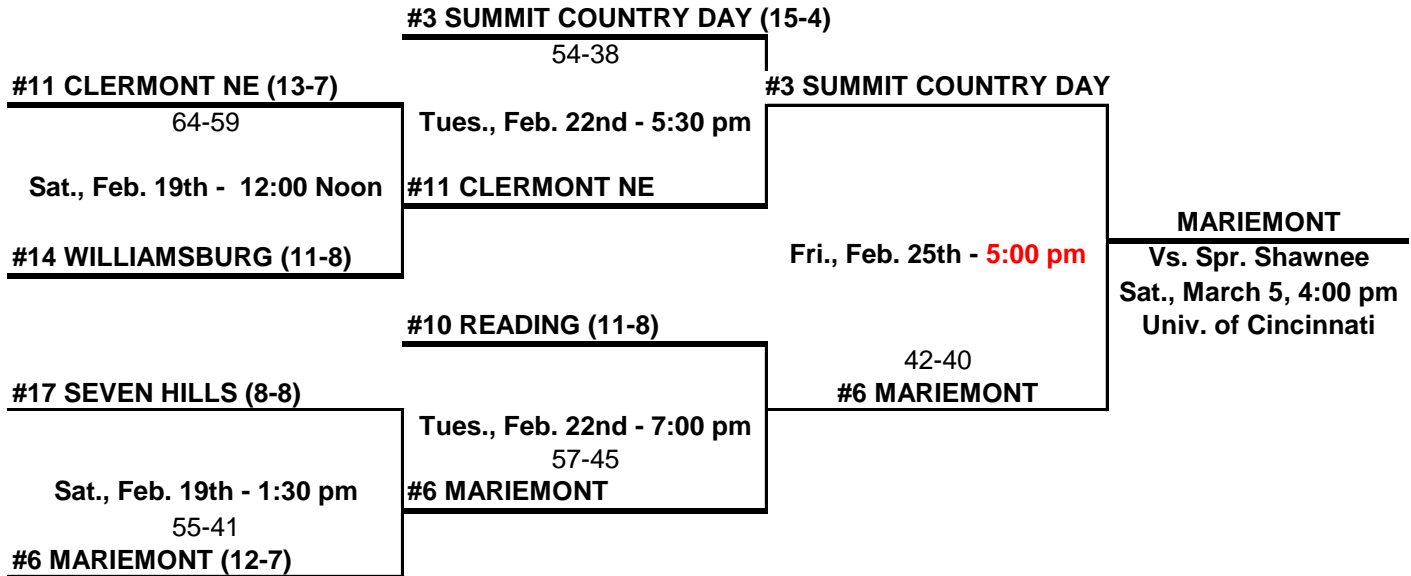 #3 SUMMIT COUNTRY DAY (15-4)
54-38
#11 CLERMONT NE (13-7)
#3 SUMMIT COUNTRY DAY
64-59
Tues., Feb. 22nd - 5:30 pm
Sat., Feb. 19th - 12:00 Noon
#11 CLERMONT NE
MARIEMONT
#14 WILLIAMSBURG (11-8)
Fri., Feb. 25th - 5:00 pm
Vs. Spr. Shawnee
Sat., March 5, 4:00 pm
Univ. of Cincinnati
#10 READING (11-8)
42-40
#17 SEVEN HILLS (8-8)
#6 MARIEMONT
Tues., Feb. 22nd - 7:00 pm
57-45
Sat., Feb. 19th - 1:30 pm
#6 MARIEMONT
55-41
#6 MARIEMONT (12-7)